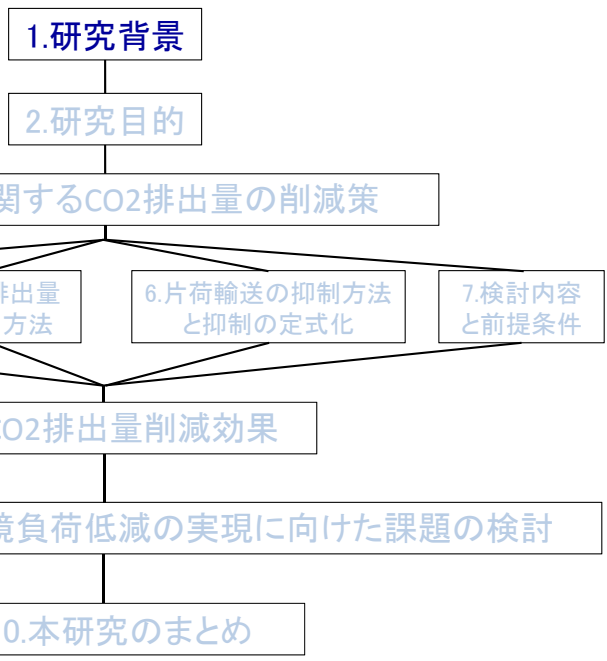 1.研究背景
2.研究目的
関するCO2排出量の削減策
排出量
方法
6.片荷輸送の抑制方法
と抑制の定式化
7.検討内容
と前提条件
CO2排出量削減効果
境負荷低減の実現に向けた課題の検討
0.本研究のまとめ